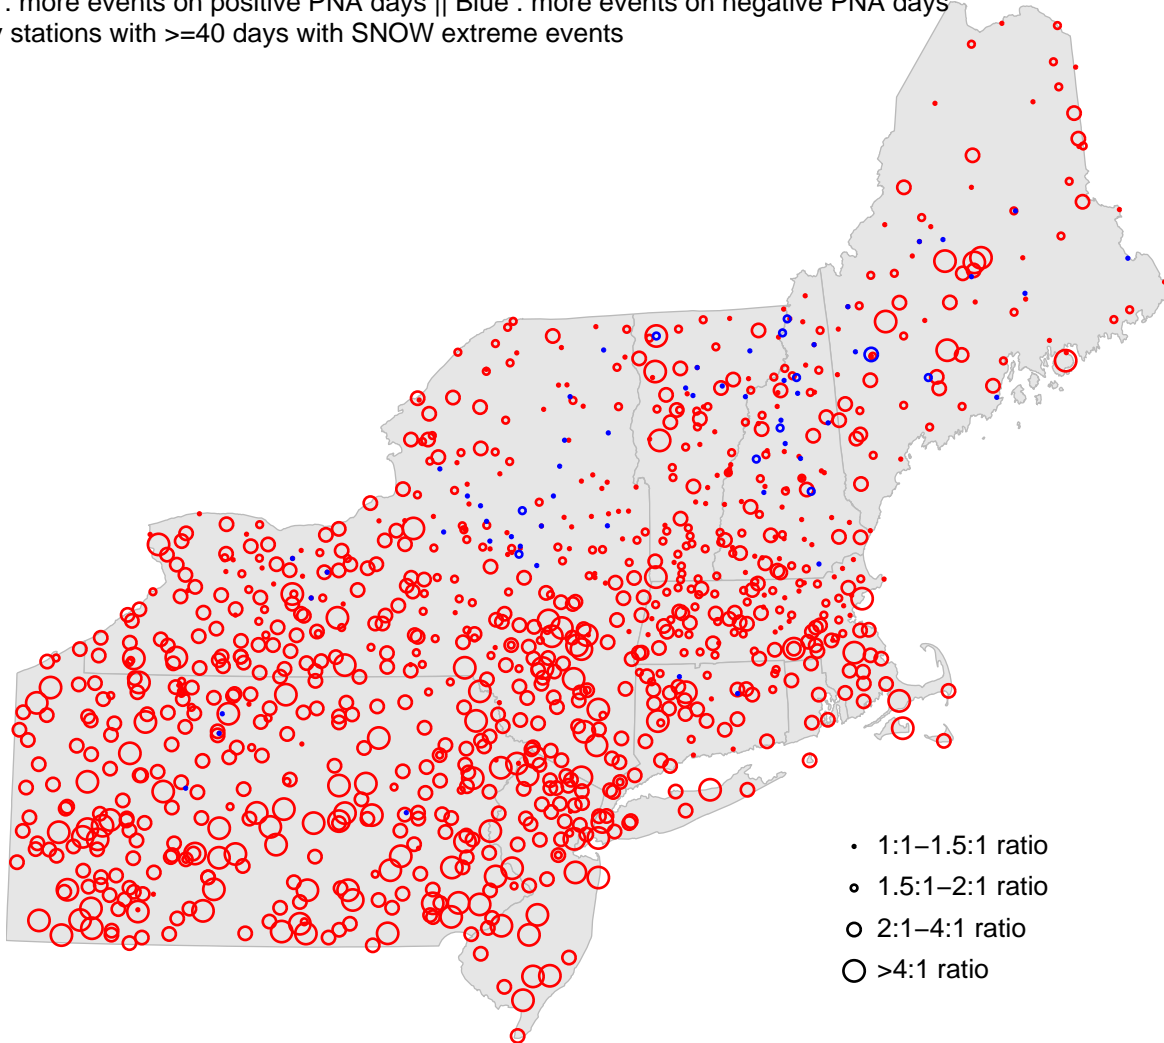 : more events on positive PNA days || Blue : more events on negative PNA days
stations with >=40 days with SNOW extreme events
1:1–1.5:1 ratio
1.5:1–2:1 ratio
2:1–4:1 ratio
>4:1 ratio